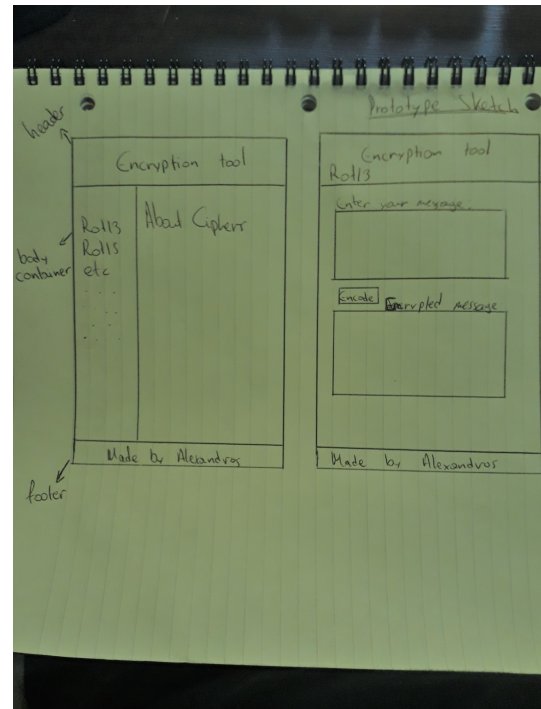 Prototype Sketch
header
Encryption tool
Rot13
Rot15
etc
About Ciphers
body
container
Made by Alexandros
footer
Encryption tool
Rot13
Enter your message.
Encode
Encrypted message
Made by Alexandros